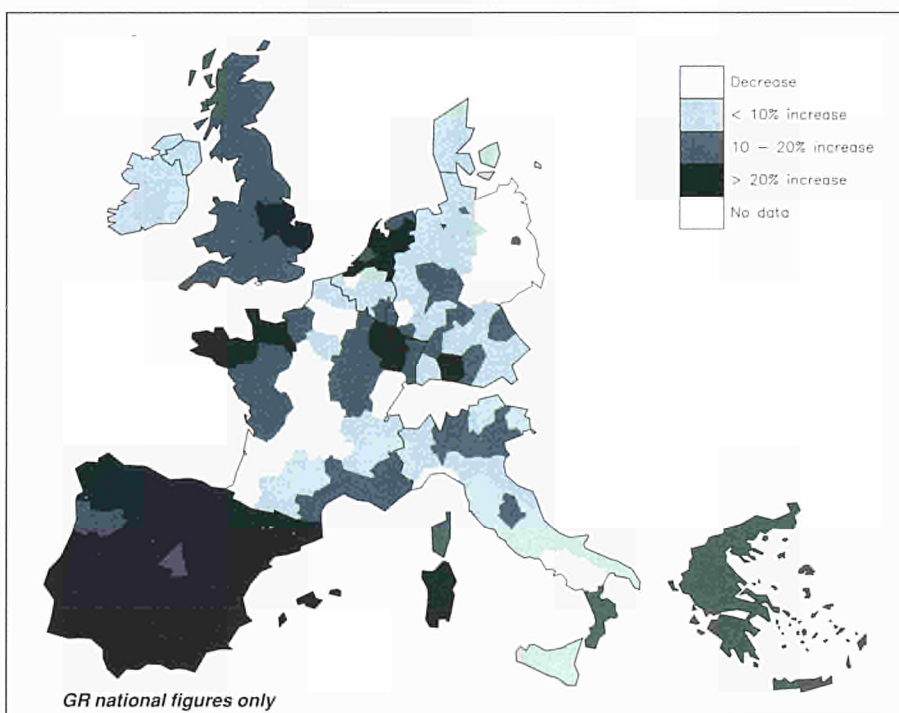 Decrease
< 10% increase
10 – 20% increase
> 20% increase
No data
GR national figures only